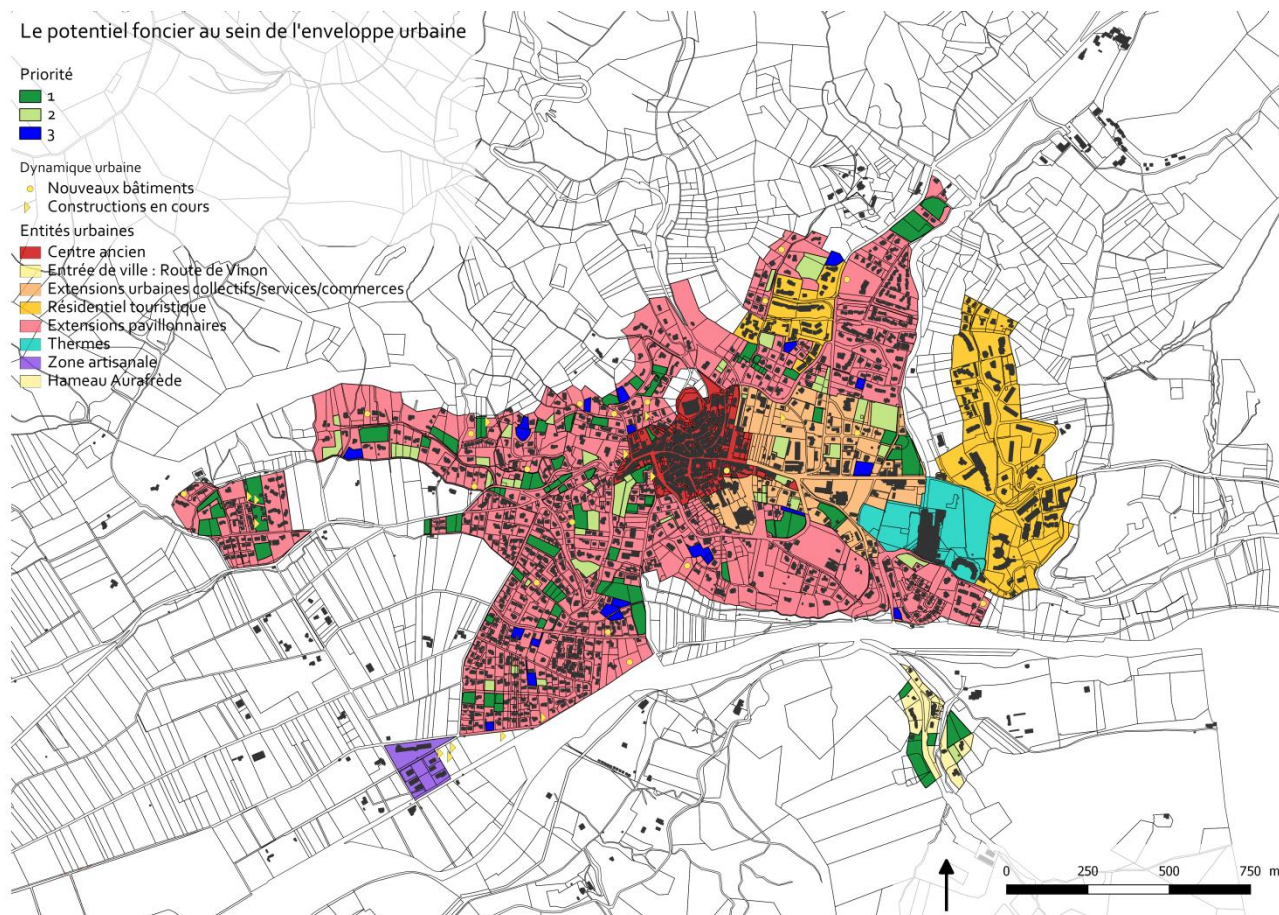 Le potentiel foncier au sein de l'enveloppe urbaine
Priorité
1
2
3
Dynamique urbaine
Nouveaux bâtiments
Constructions en cours
Entités urbaines
Centre ancien
Entrée de ville : Route de Vinon
Extensions urbaines collectifs/services/commerces
Résidentiel touristique
Extensions pavillonnaires
Thermes
Zone artisanale
Hameau Aurafrède
0 250 500 750 m